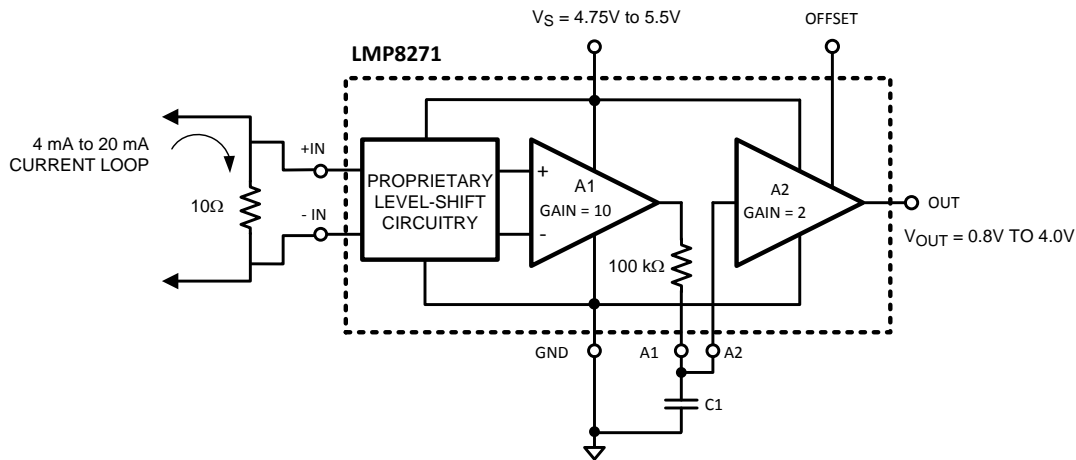 VS = 4.75V to 5.5V
OFFSET
LMP8271
4 mA to 20 mA
CURRENT LOOP
+IN
10Ω
- IN
PROPRIETARY
LEVEL-SHIFT
CIRCUITRY
+
-
A1
GAIN = 10
100 kΩ
A2
GAIN = 2
OUT
VOUT = 0.8V TO 4.0V
GND
A1
A2
C1